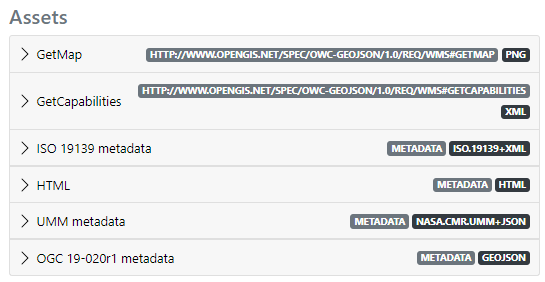 Assets
GetMap HTTP://WWW.OPENGIS.NET/SPEC/OWC-GEOJSON/1.0/REQ/WMS#GETMAP PNG
HTTP://WWW.OPENGIS.NET/SPEC/OWC-GEOJSON/1.0/REQ/WMS#GETCAPABILITIES
GetCapabilities
XML
ISO 19139 metadata METADATA ISO.19139+XML
HTML METADATA HTML
UMM metadata METADATA NASA.CMR.UMM+JSON
OGC 19-020r1 metadata METADATA GEOJSON